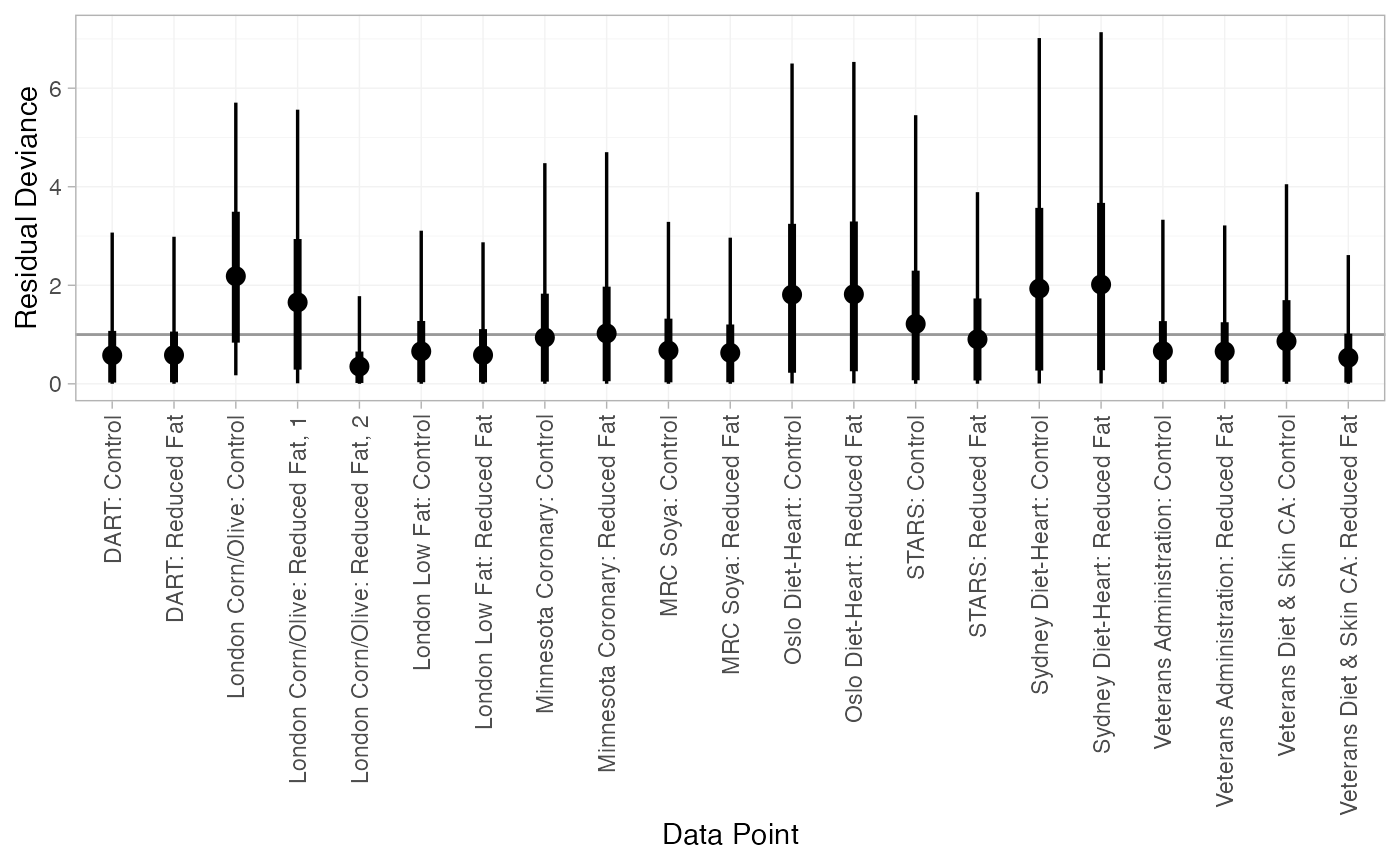 Residual Deviance
6
4
2
0
DART: Control
DART: Reduced Fat
London Corn/Olive: Control
London Corn/Olive: Reduced Fat, 1
London Corn/Olive: Reduced Fat, 2
London Low Fat: Control
London Low Fat: Reduced Fat
Minnesota Coronary: Control
Minnesota Coronary: Reduced Fat
MRC Soya: Control
MRC Soya: Reduced Fat
Oslo Diet-Heart: Control
Oslo Diet-Heart: Reduced Fat
STARS: Control
STARS: Reduced Fat
Sydney Diet-Heart: Control
Sydney Diet-Heart: Reduced Fat
Veterans Administration: Control
Veterans Administration: Reduced Fat
Veterans Diet & Skin CA: Control
Veterans Diet & Skin CA: Reduced Fat
Data Point